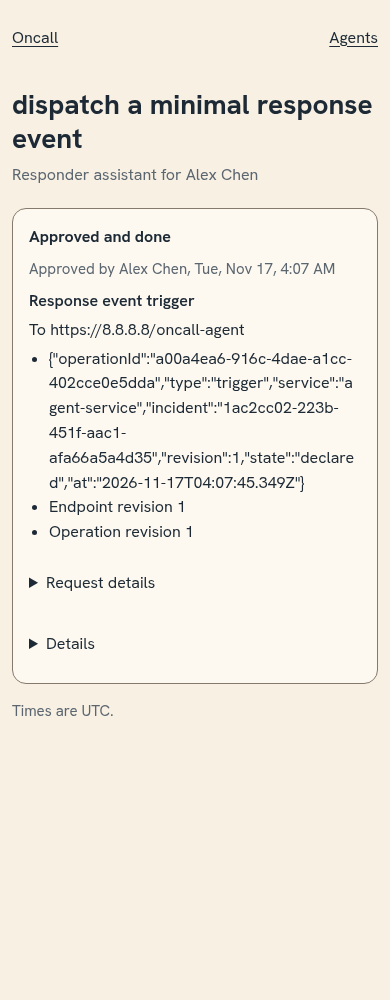 Oncall
Agents
dispatch a minimal response
event
Responder assistant for Alex Chen
Approved and done
Approved by Alex Chen, Tue, Nov 17, 4:07 AM
Response event trigger
To https://8.8.8.8/oncall-agent
{"operationId":"a00a4ea6-916c-4dae-a1cc-
402cce0e5dda","type":"trigger","service":"a
gent-service","incident":"1ac2cc02-223b-
451f-aac1-
afa66a5a4d35","revision":1,"state":"declare
d","at":"2026-11-17T04:07:45.349Z"}
Endpoint revision 1
Operation revision 1
Request details
Details
Times are UTC.